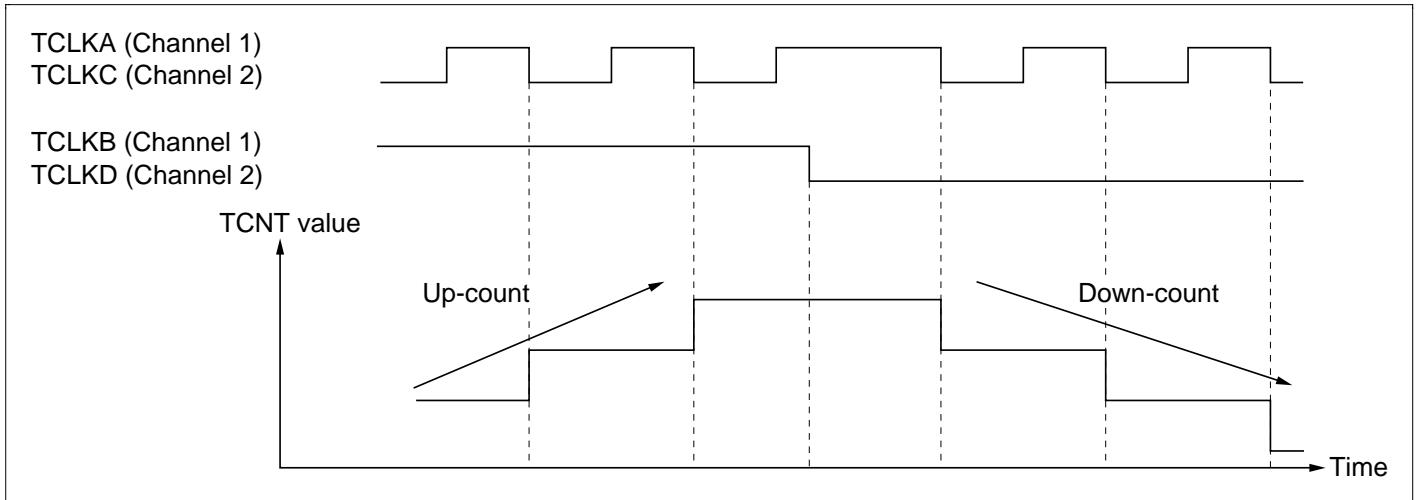 TCLKA (Channel 1)
TCLKC (Channel 2)
TCLKB (Channel 1)
TCLKD (Channel 2)
TCNT value
Up-count
Down-count
Time